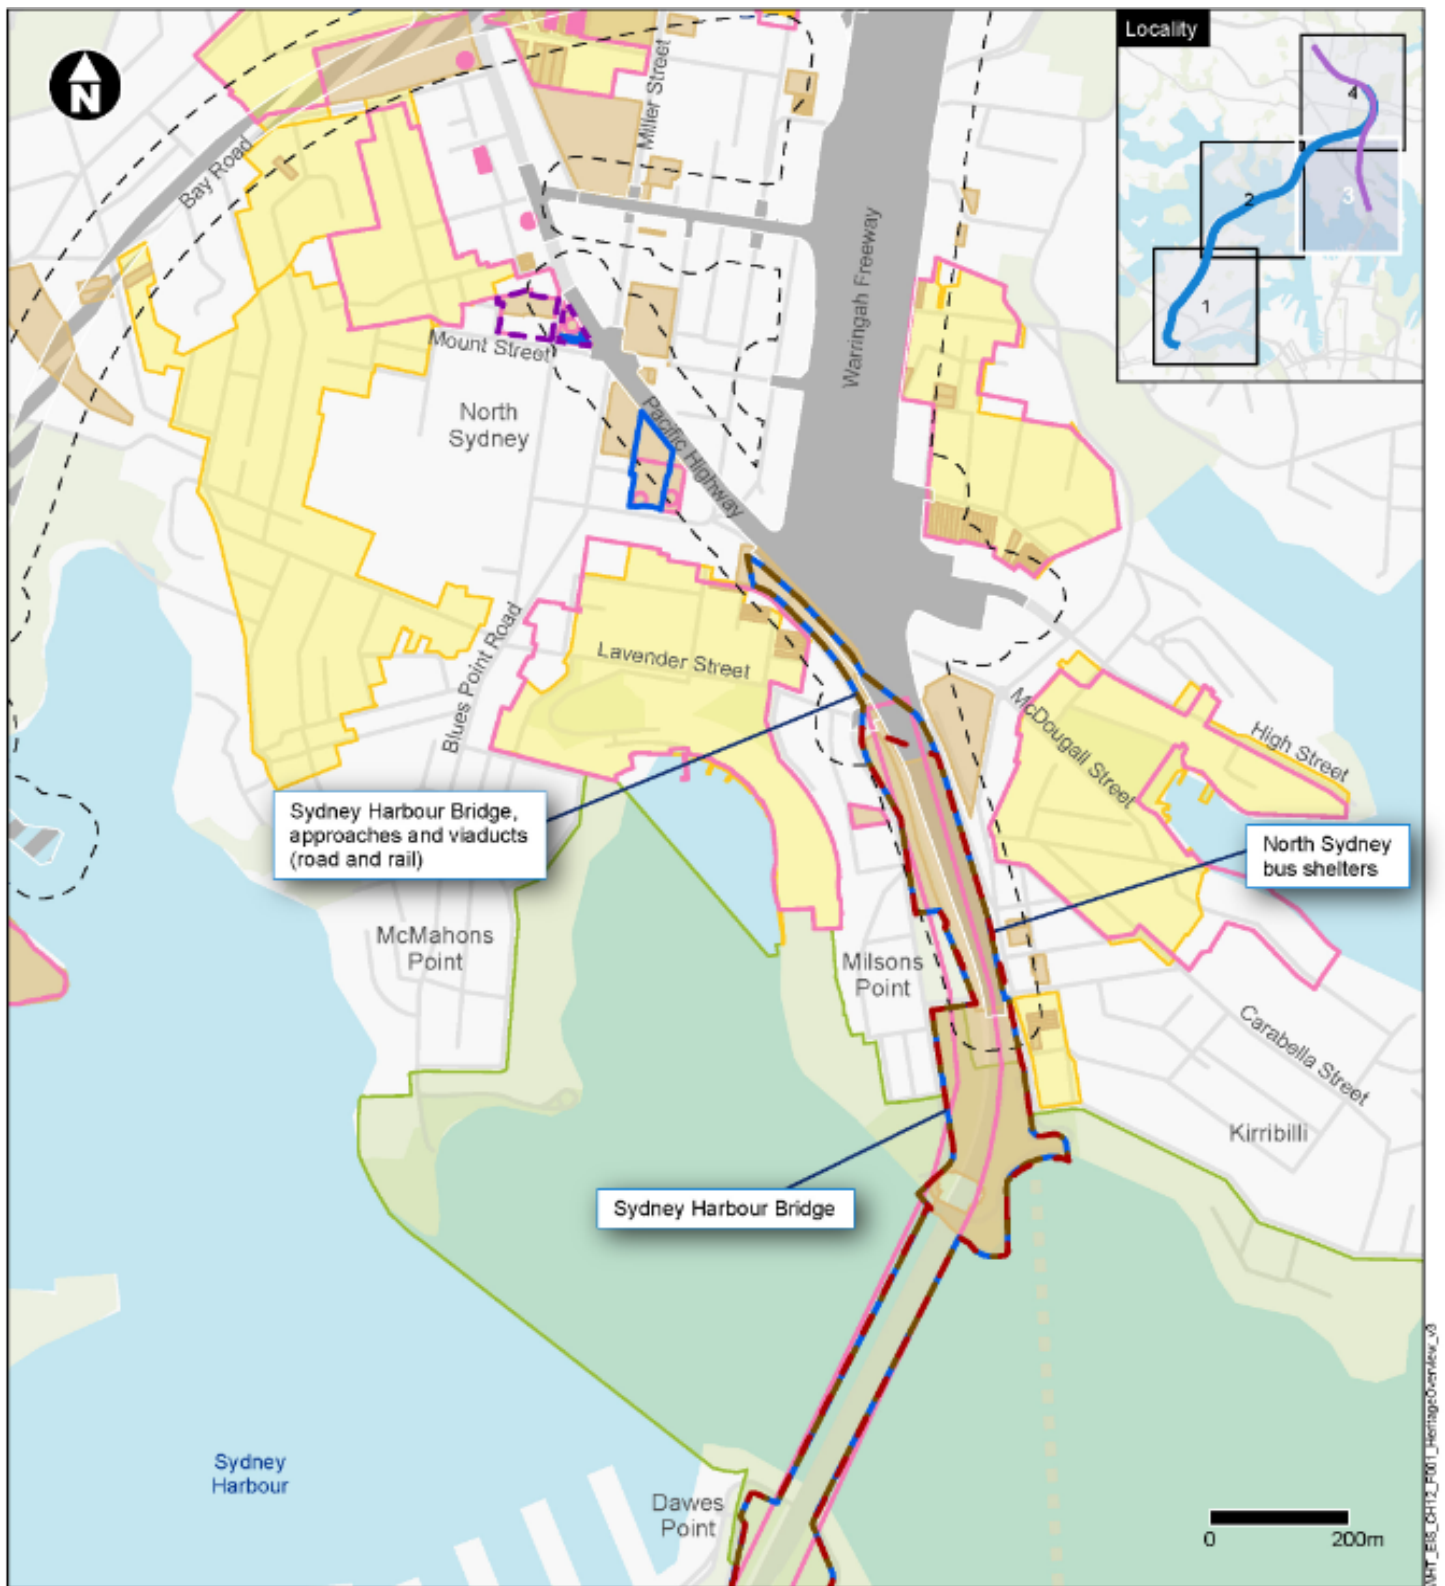 Locality
4
2
3
1
N
Bay Road
Miller Street
Warringah Freeway
Mount Street
North
Sydney
Pacific Highway
Blues Point Road
Lavender Street
McDougall Street
High Street
Sydney Harbour Bridge,
approaches and viaducts
(road and rail)
North Sydney
bus shelters
McMahons
Point
Milsons
Point
Carabella Street
Kirribilli
Sydney Harbour Bridge
Sydney
Harbour
Dawes
Point
0
200m